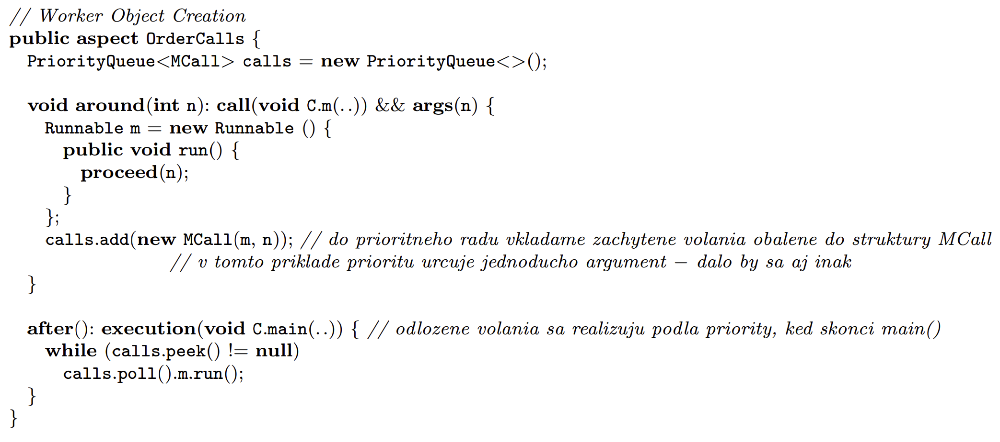 // Worker Object Creation
public aspect OrderCalls {
PriorityQueue<MCall> calls = new PriorityQueue<>();
void around(int n): call(void C.m(..)) && args(n) {
Runnable m = new Runnable () {
public void run() {
proceed(n);
}
};
calls.add(new MCall(m, n)); // do prioritneho radu vkladame zachytene volania obalene do struktury MCall
// v tomto priklade prioritu urcuje jednoducho argument – dalo by sa aj inak
}
after(): execution(void C.main(..)) { // odlozene volania sa realizuju podla priority, ked skonci main()
while (calls.peek() != null)
calls.poll().m.run();
}
}